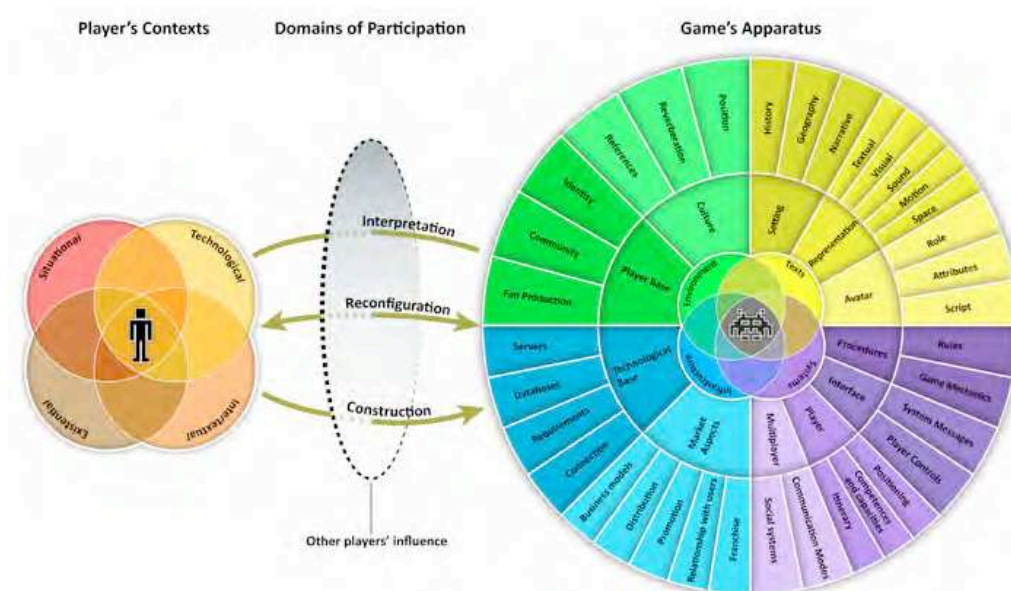 Player's Contexts
Domains of Participation
Game's Apparatus
Situational
Technological
Existential
Intertextual
Interpretation
Reconfiguration
Construction
Other players' influence
Environment
Texts
Systems
Infrastructure
Culture
Player Base
Setting
Representation
Avatar
Procedures
Interface
Player
Multiplayer
Market
Aspects
Technological
Base
Position
Reverberation
References
Identity
Community
Fan Production
History
Geography
Narrative
Textual
Visual
Sound
Motion
Space
Role
Attributes
Script
Rules
Game Mechanics
System Messages
Player Controls
Positioning
Competences
and capacities
Itinerary
Communication Modes
Social systems
Franchise
Relationship with users
Promotion
Distribution
Business models
Connection
Requirements
Databases
Servers